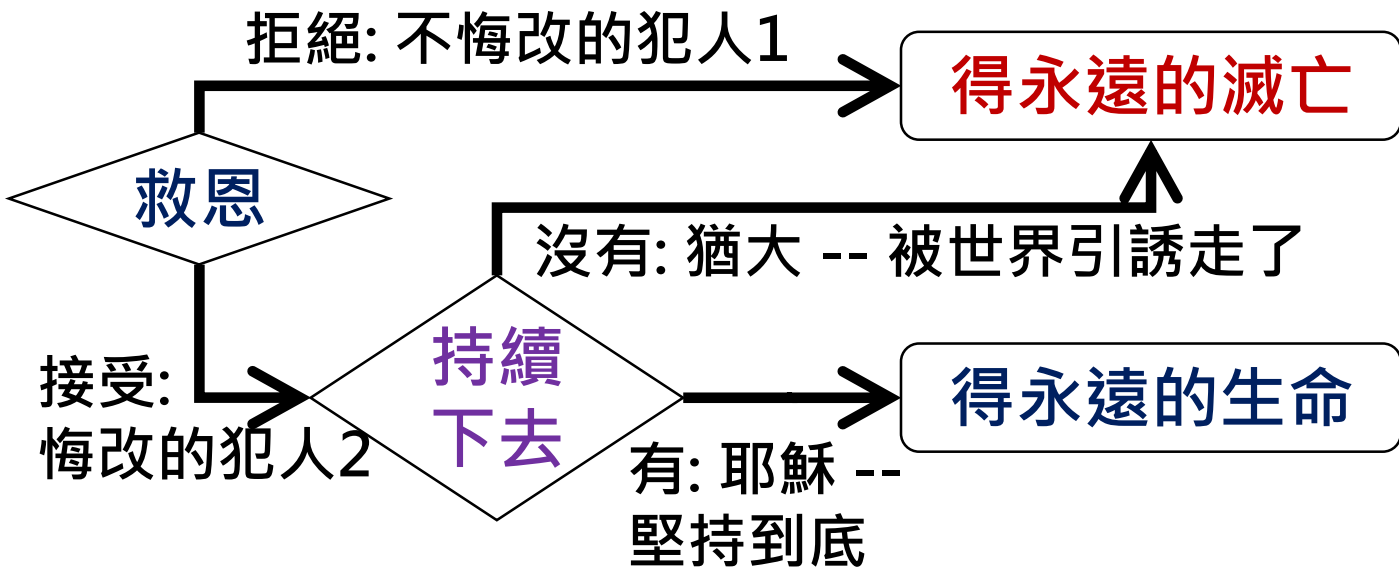 拒絕: 不悔改的犯人1
得永遠的滅亡
救恩
沒有: 猶大 -- 被世界引誘走了
接受:
悔改的犯人2
持續
下去
得永遠的生命
有: 耶穌 --
堅持到底